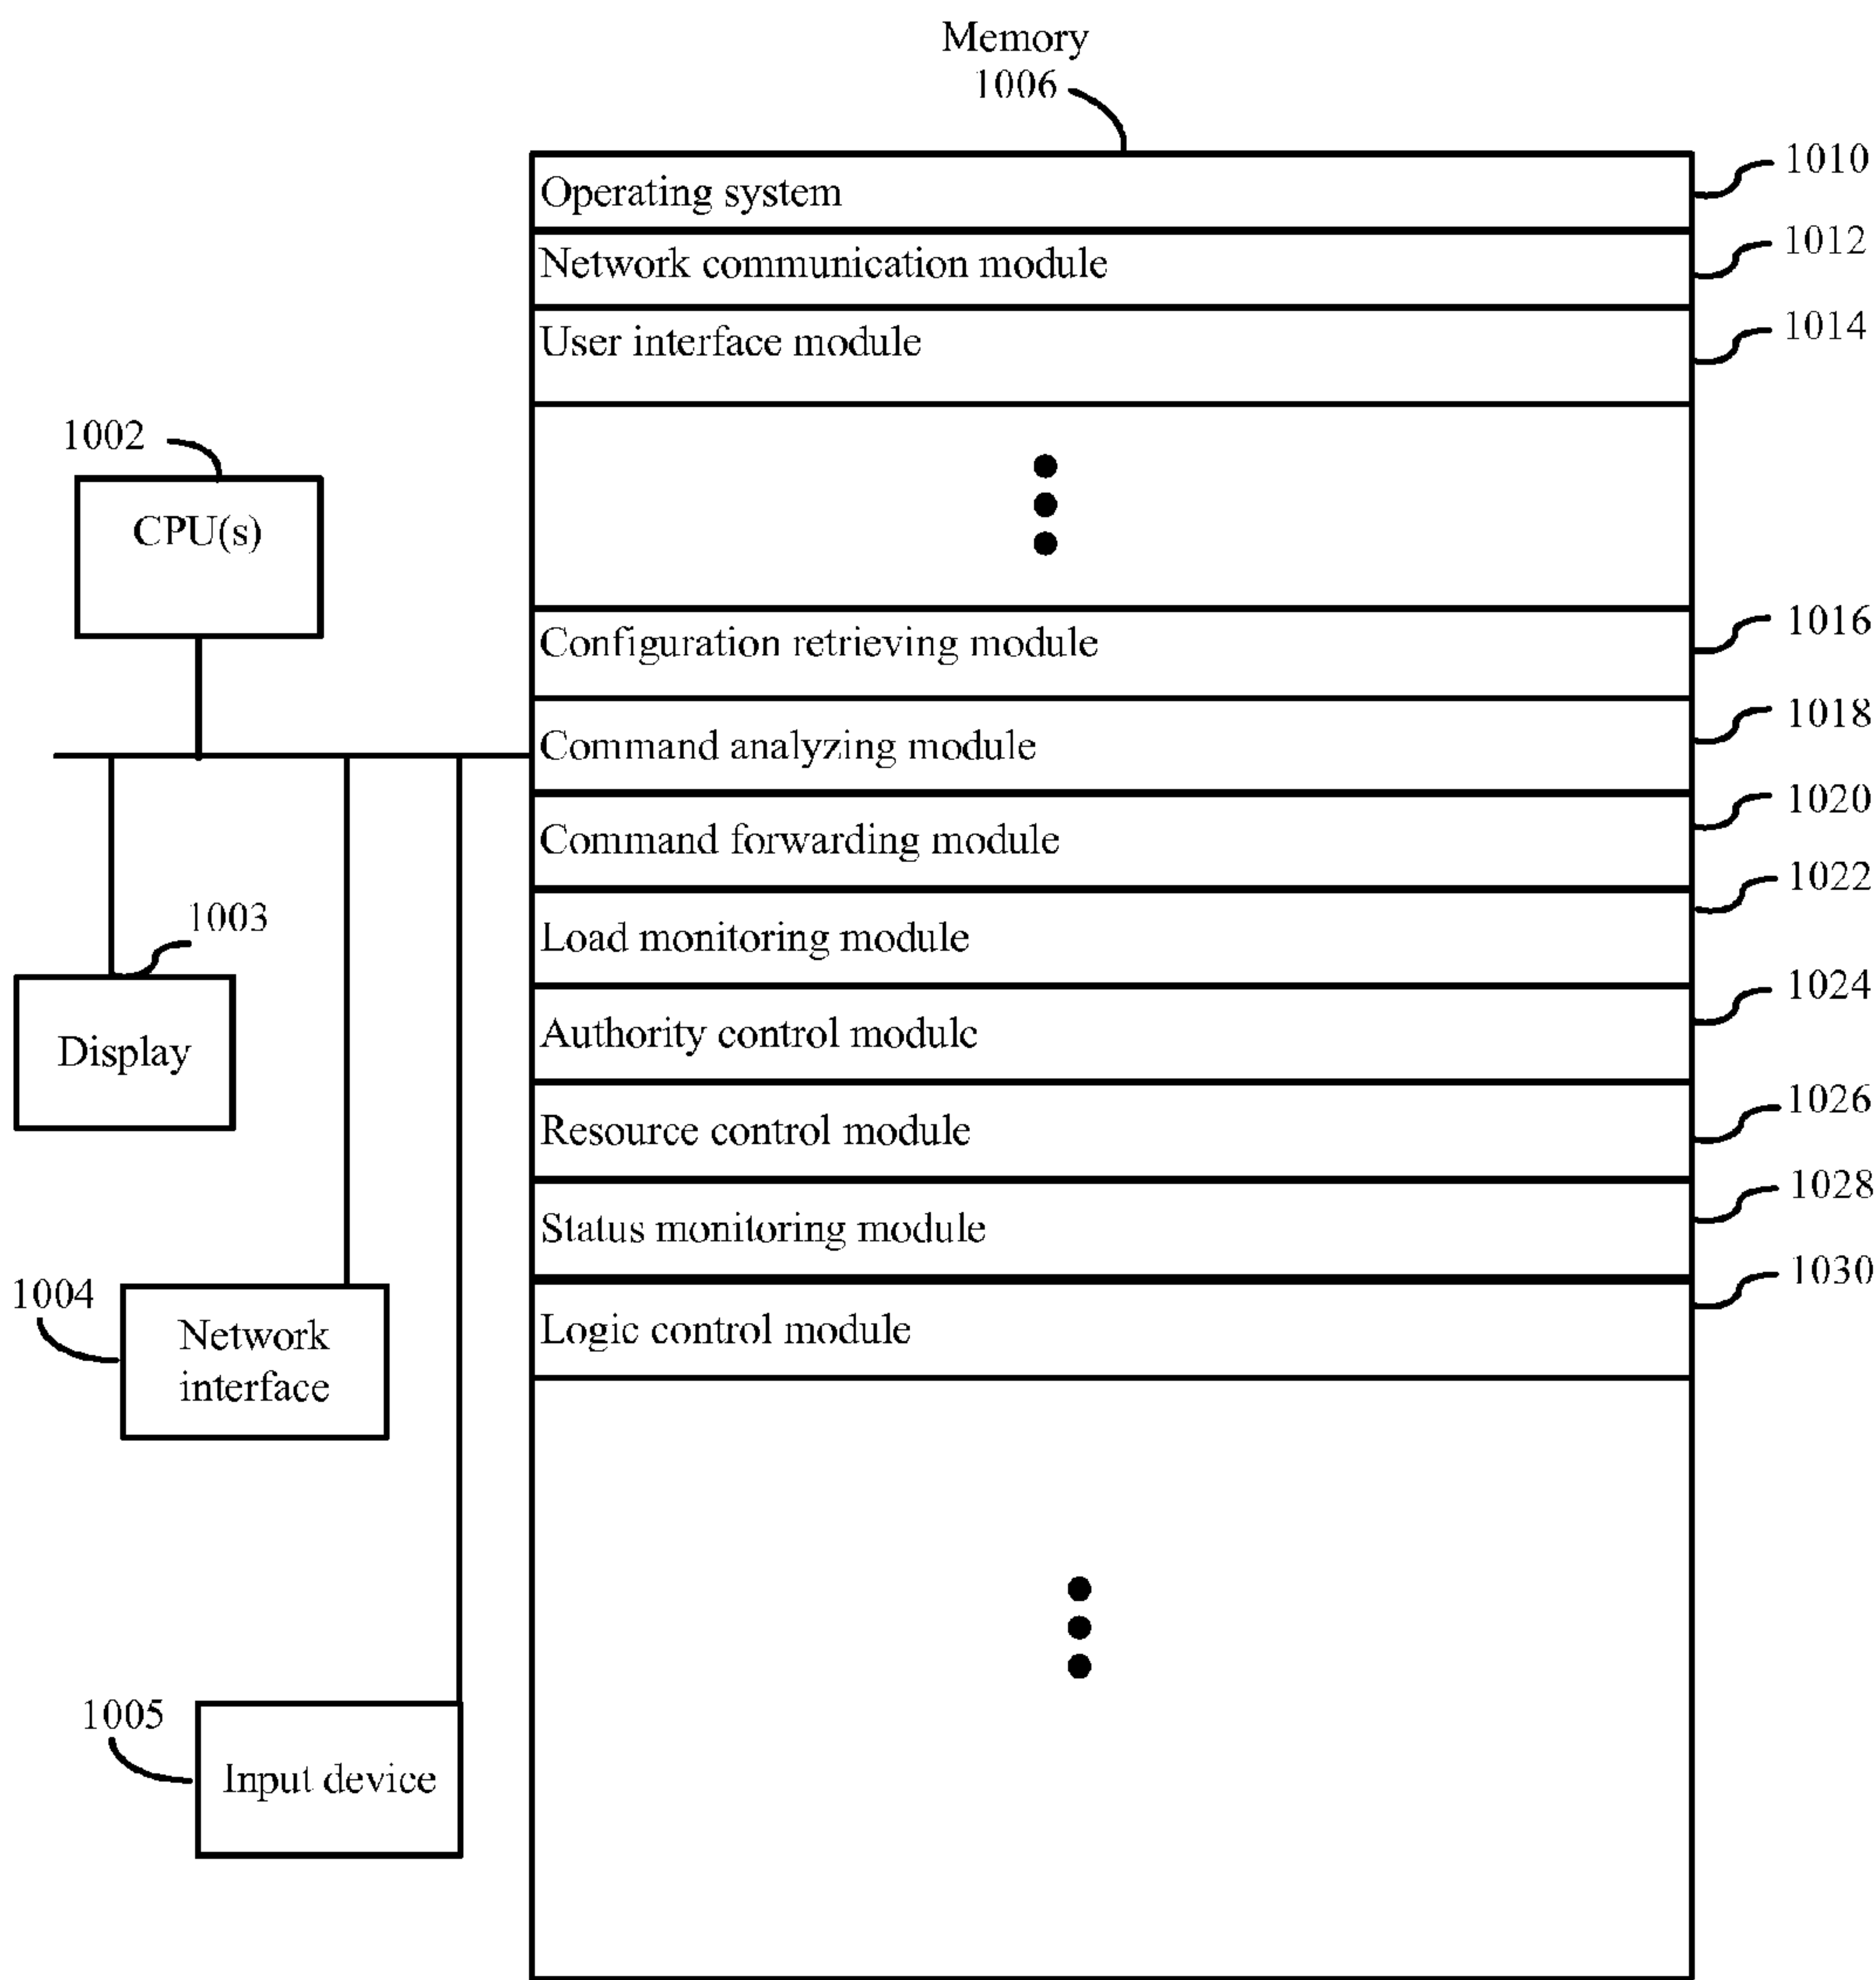 Memory
1006
Operating system
1010
Network communication module
1012
User interface module
1014
1002
CPU(s)
Configuration retrieving module
1016
Command analyzing module
1018
Command forwarding module
1020
1022
Load monitoring module
1003
Display
Authority control module
1024
Resource control module
1026
Status monitoring module
1028
1004
Network
interface
Logic control module
1030
1005
Input device